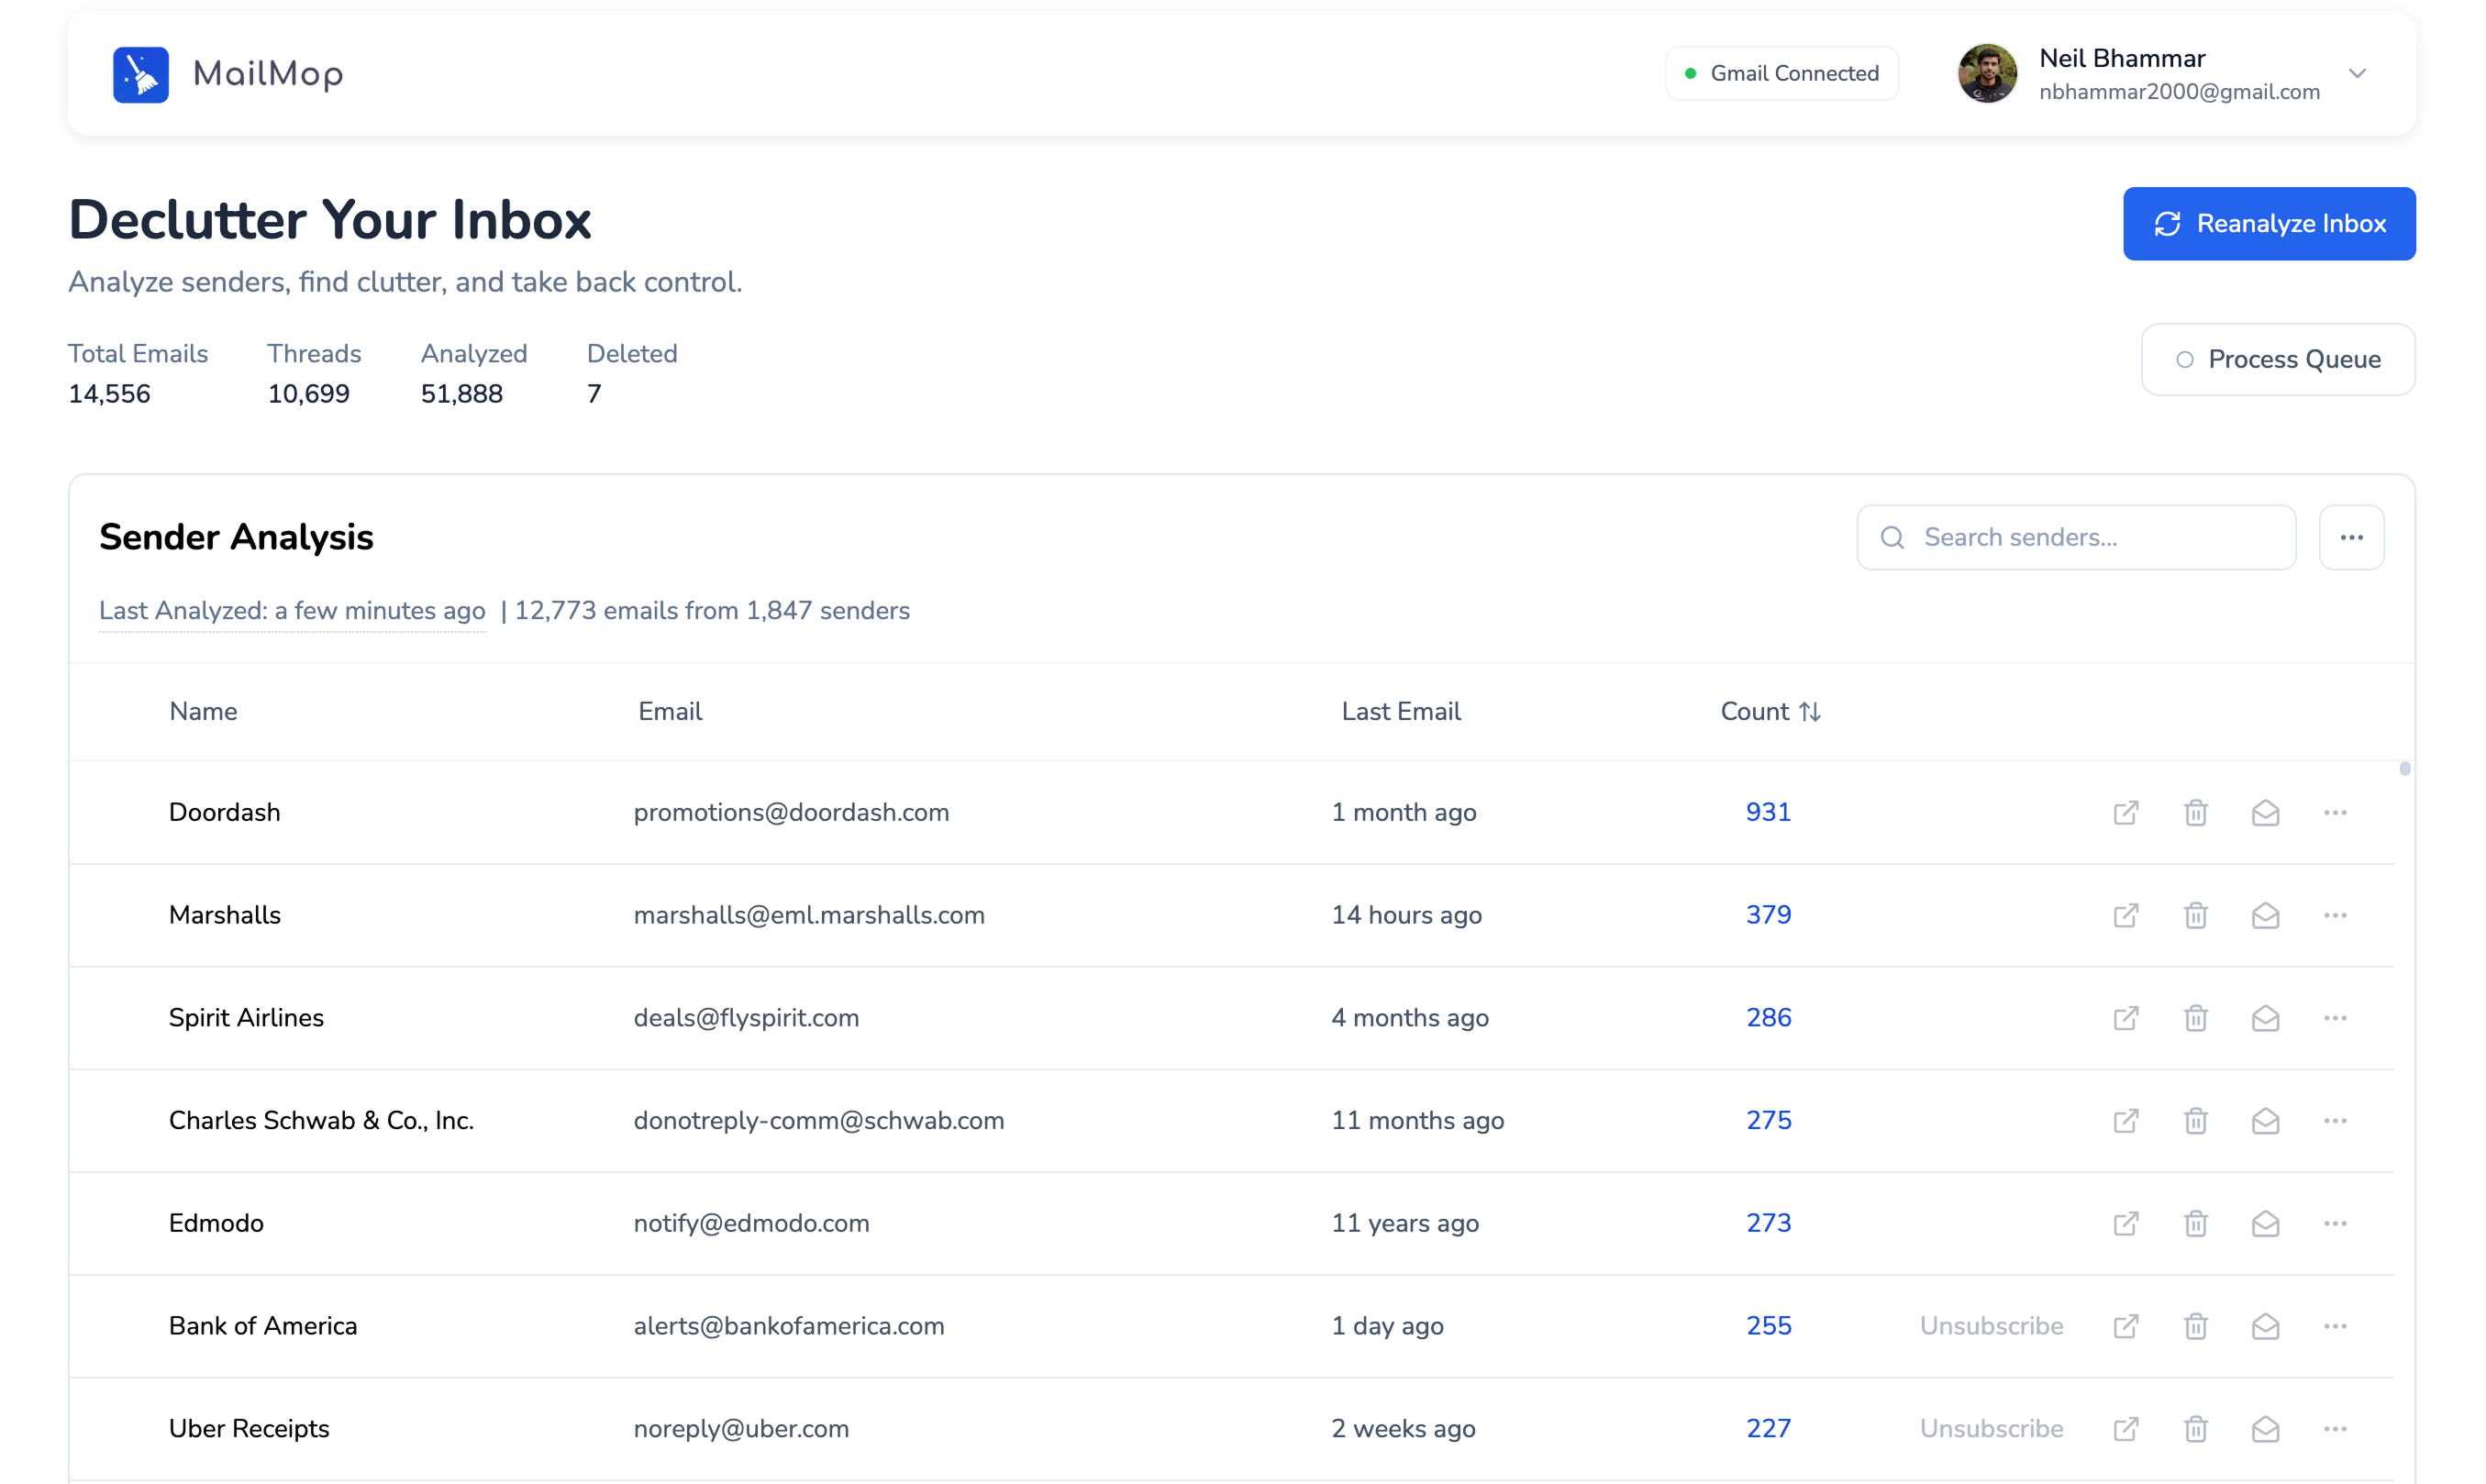 MailMop
Gmail Connected
Neil Bhammar
nbhammar2000@gmail.com
Declutter Your Inbox
Reanalyze Inbox
Analyze senders, find clutter, and take back control.
Total Emails Threads Analyzed Deleted
14,556 10,699 51,888 7
Process Queue
Sender Analysis
Search senders...
Last Analyzed: a few minutes ago | 12,773 emails from 1,847 senders
Name Email Last Email Count
Doordash promotions@doordash.com 1 month ago 931
Marshalls marshalls@eml.marshalls.com 14 hours ago 379
Spirit Airlines deals@flyspirit.com 4 months ago 286
Charles Schwab & Co., Inc. donotreply-comm@schwab.com 11 months ago 275
Edmodo notify@edmodo.com 11 years ago 273
Bank of America alerts@bankofamerica.com 1 day ago 255 Unsubscribe
Uber Receipts noreply@uber.com 2 weeks ago 227 Unsubscribe